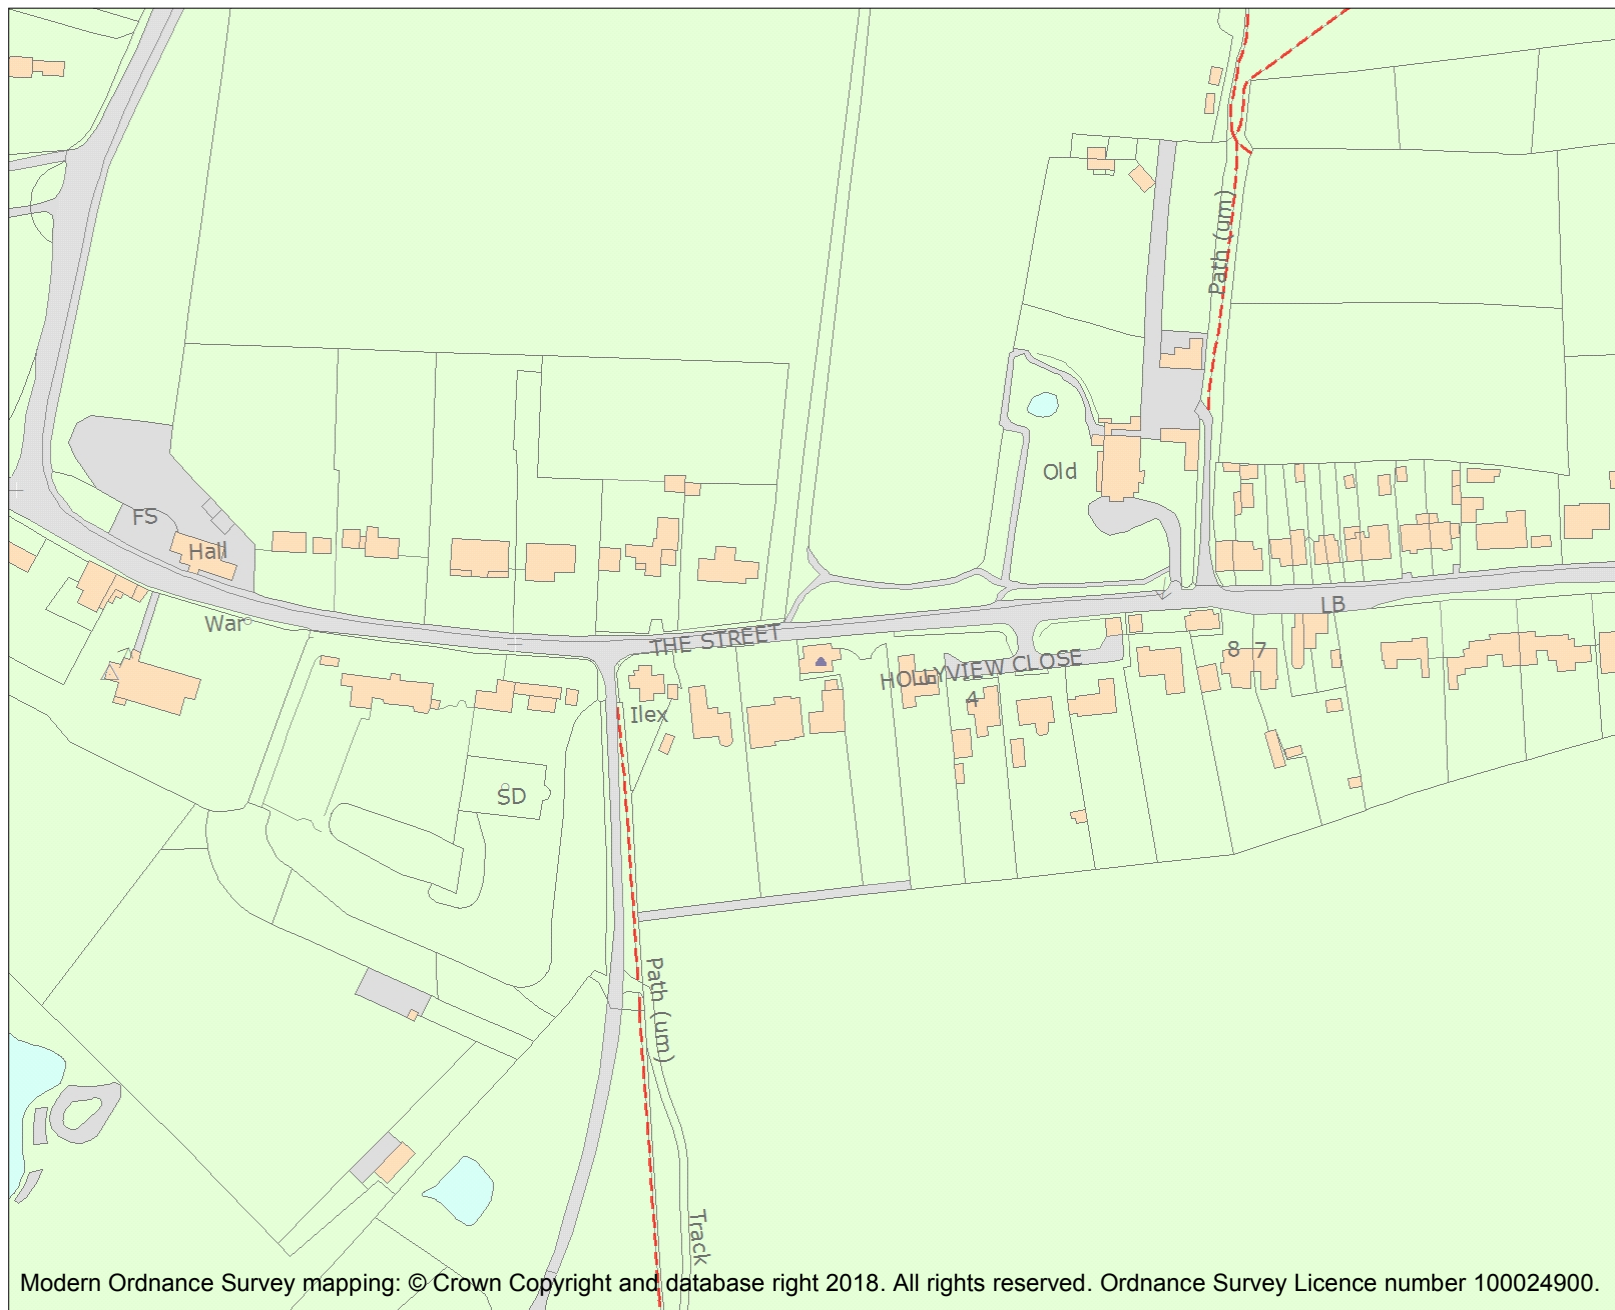 Path (um)
Old
FS
Hall
War
LB
THE STREET
8 7
HOLLYVIEW CLOSE
4
Ilex
SD
Path (um)
Track
Modern Ordnance Survey mapping: © Crown Copyright and database right 2018. All rights reserved. Ordnance Survey Licence number 100024900.